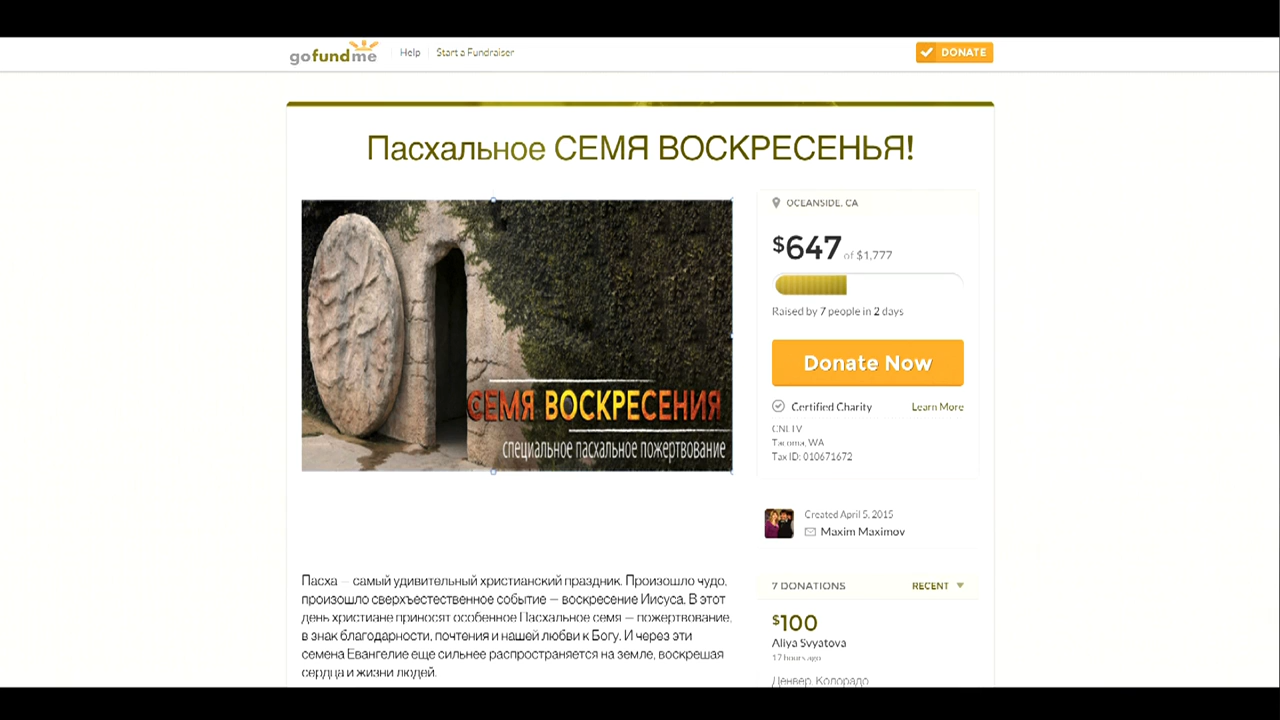 gofundme Help Start a Fundraiser DONATE
Пасхальное СЕМЯ ВОСКРЕСЕНЬЯ!
СЕМЯ ВОСКРЕСЕНИЯ
специальное пасхальное пожертвование
OCEANSIDE, CA
$647 of $1,777
Raised by 7 people in 2 days
Donate Now
Certified Charity Learn More
CNLTV
Tacoma, WA
Tax ID: 010671672
Created April 5, 2015
Maxim Maximov
7 DONATIONS RECENT
$100
Aliya Svyatova
17 hours ago
Денвер, Колорадо
Пасха — самый удивительный христианский праздник. Произошло чудо,
произошло сверхъестественное событие — воскресение Иисуса. В этот
день христиане приносят особенное Пасхальное семя — пожертвование,
в знак благодарности, почтения и нашей любви к Богу. И через эти
семена Евангелие еще сильнее распространяется на земле, воскрешая
сердца и жизни людей.